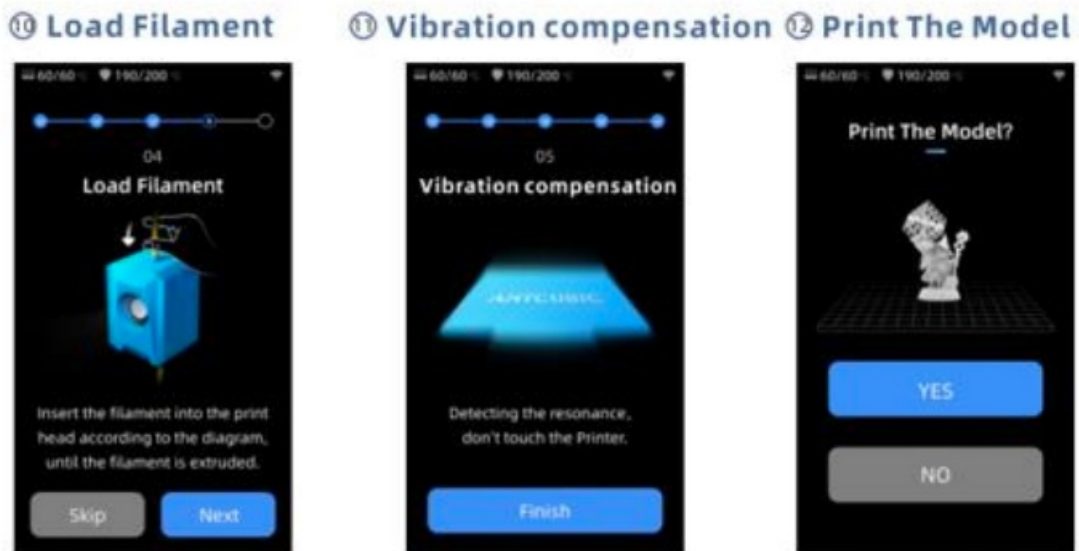 ⑩ Load Filament
60/60 190/200
04
Load Filament
Insert the filament into the print
head according to the diagram,
until the filament is extruded.
Skip Next
⑪ Vibration compensation
60/60 190/200
05
Vibration compensation
ANYCUBIC
Detecting the resonance,
don't touch the Printer.
Finish
⑫ Print The Model
60/60 190/200
Print The Model?
YES
NO